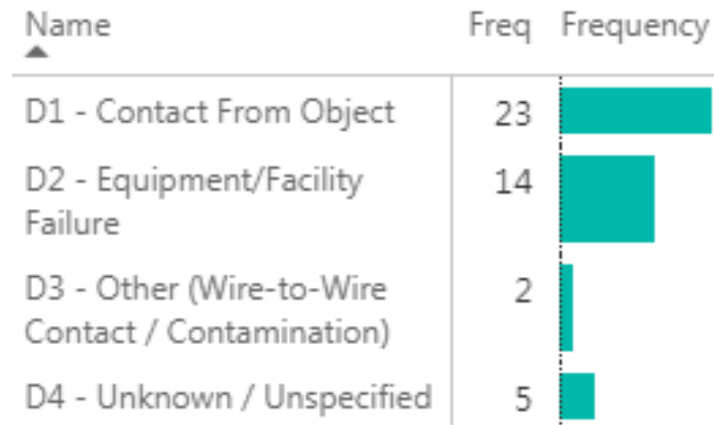 Name Freq Frequency
D1 - Contact From Object 23
D2 - Equipment/Facility 14
Failure
D3 - Other (Wire-to-Wire 2
Contact / Contamination)
D4 - Unknown / Unspecified 5